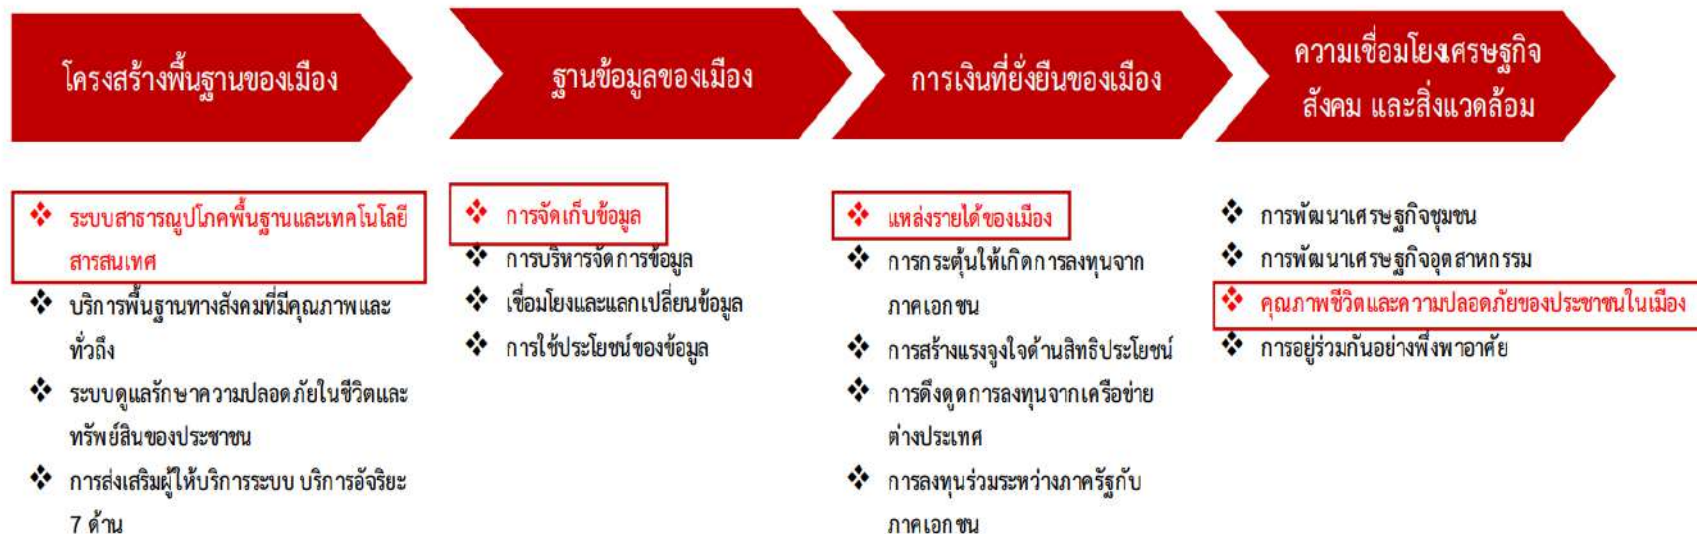 โครงสร้างพื้นฐานของเมือง
ระบบสาธารณูปโภคพื้นฐานและเทคโนโลยี
สารสนเทศ
บริการพื้นฐานทางสังคมที่มีคุณภาพและ
ทั่วถึง
ระบบดูแลรักษาความปลอดภัยในชีวิตและ
ทรัพย์สินของประชาชน
การส่งเสริมผู้ให้บริการระบบ บริการอัจริยะ
7 ด้าน
ฐานข้อมูลของเมือง
การจัดเก็บข้อมูล
การบริหารจัดการข้อมูล
เชื่อมโยงและแลกเปลี่ยนข้อมูล
การใช้ประโยชน์ของข้อมูล
การเงินที่ยั่งยืนของเมือง
แหล่งรายได้ของเมือง
การกระตุ้นให้เกิดการลงทุนจาก
ภาคเอกชน
การสร้างแรงจูงใจด้านสิทธิประโยชน์
การดึงดูดการลงทุนจากเครือข่าย
ต่างประเทศ
การลงทุนร่วมระหว่างภาครัฐกับ
ภาคเอกชน
ความเชื่อมโยงเศรษฐกิจ
สังคม และสิ่งแวดล้อม
การพัฒนาเศรษฐกิจชุมชน
การพัฒนาเศรษฐกิจอุตสาหกรรม
คุณภาพชีวิตและความปลอดภัยของประชาชนในเมือง
การอยู่ร่วมกันอย่างพึ่งพาอาศัย